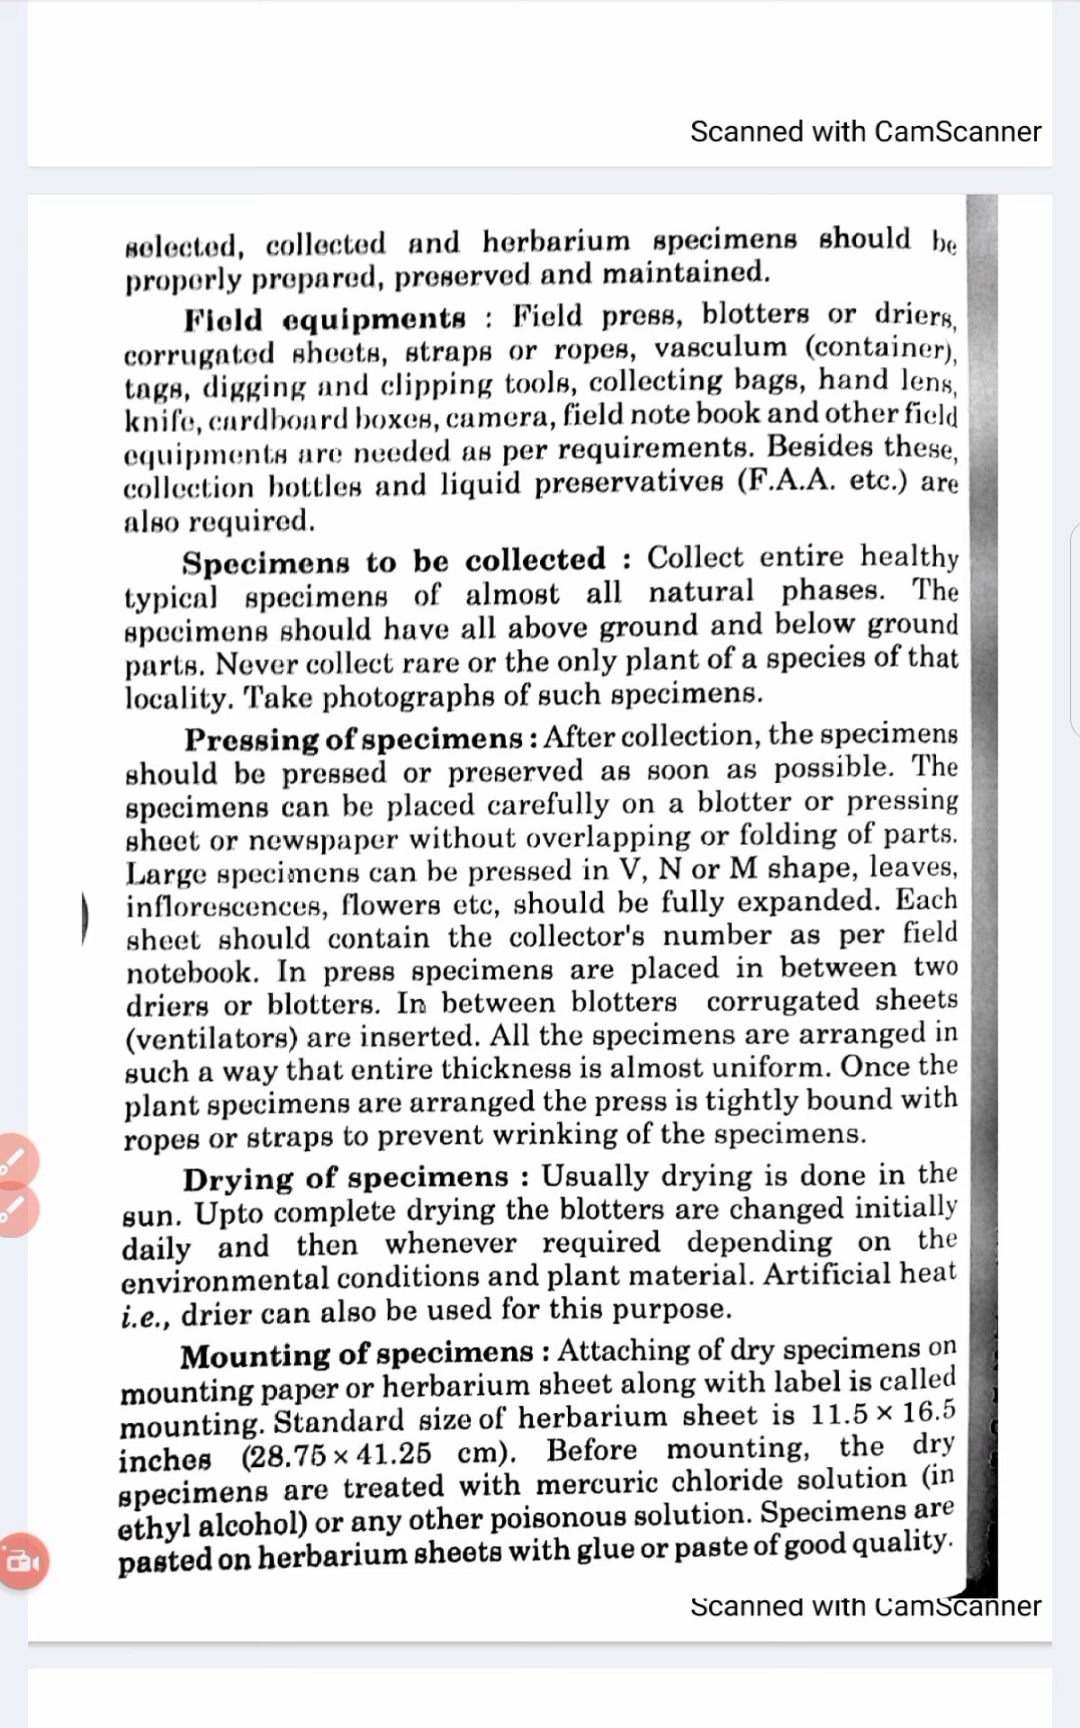 Scanned with CamScanner
selected, collected and herbarium specimens should be
properly prepared, preserved and maintained.
Field equipments : Field press, blotters or driers,
corrugated sheets, straps or ropes, vasculum (container),
tags, digging and clipping tools, collecting bags, hand lens,
knife, cardboard boxes, camera, field note book and other field
equipments are needed as per requirements. Besides these,
collection bottles and liquid preservatives (F.A.A. etc.) are
also required.
Specimens to be collected : Collect entire healthy
typical specimens of almost all natural phases. The
specimens should have all above ground and below ground
parts. Never collect rare or the only plant of a species of that
locality. Take photographs of such specimens.
Pressing of specimens : After collection, the specimens
should be pressed or preserved as soon as possible. The
specimens can be placed carefully on a blotter or pressing
sheet or newspaper without overlapping or folding of parts.
Large specimens can be pressed in V, N or M shape, leaves,
inflorescences, flowers etc, should be fully expanded. Each
sheet should contain the collector's number as per field
notebook. In press specimens are placed in between two
driers or blotters. In between blotters corrugated sheets
(ventilators) are inserted. All the specimens are arranged in
such a way that entire thickness is almost uniform. Once the
plant specimens are arranged the press is tightly bound with
ropes or straps to prevent wrinking of the specimens.
Drying of specimens : Usually drying is done in the
sun. Upto complete drying the blotters are changed initially
daily and then whenever required depending on the
environmental conditions and plant material. Artificial heat
i.e., drier can also be used for this purpose.
Mounting of specimens : Attaching of dry specimens on
mounting paper or herbarium sheet along with label is called
mounting. Standard size of herbarium sheet is 11.5 × 16.5
inches (28.75 × 41.25 cm). Before mounting, the dry
specimens are treated with mercuric chloride solution (in
ethyl alcohol) or any other poisonous solution. Specimens are
pasted on herbarium sheets with glue or paste of good quality.
Scanned with CamScanner